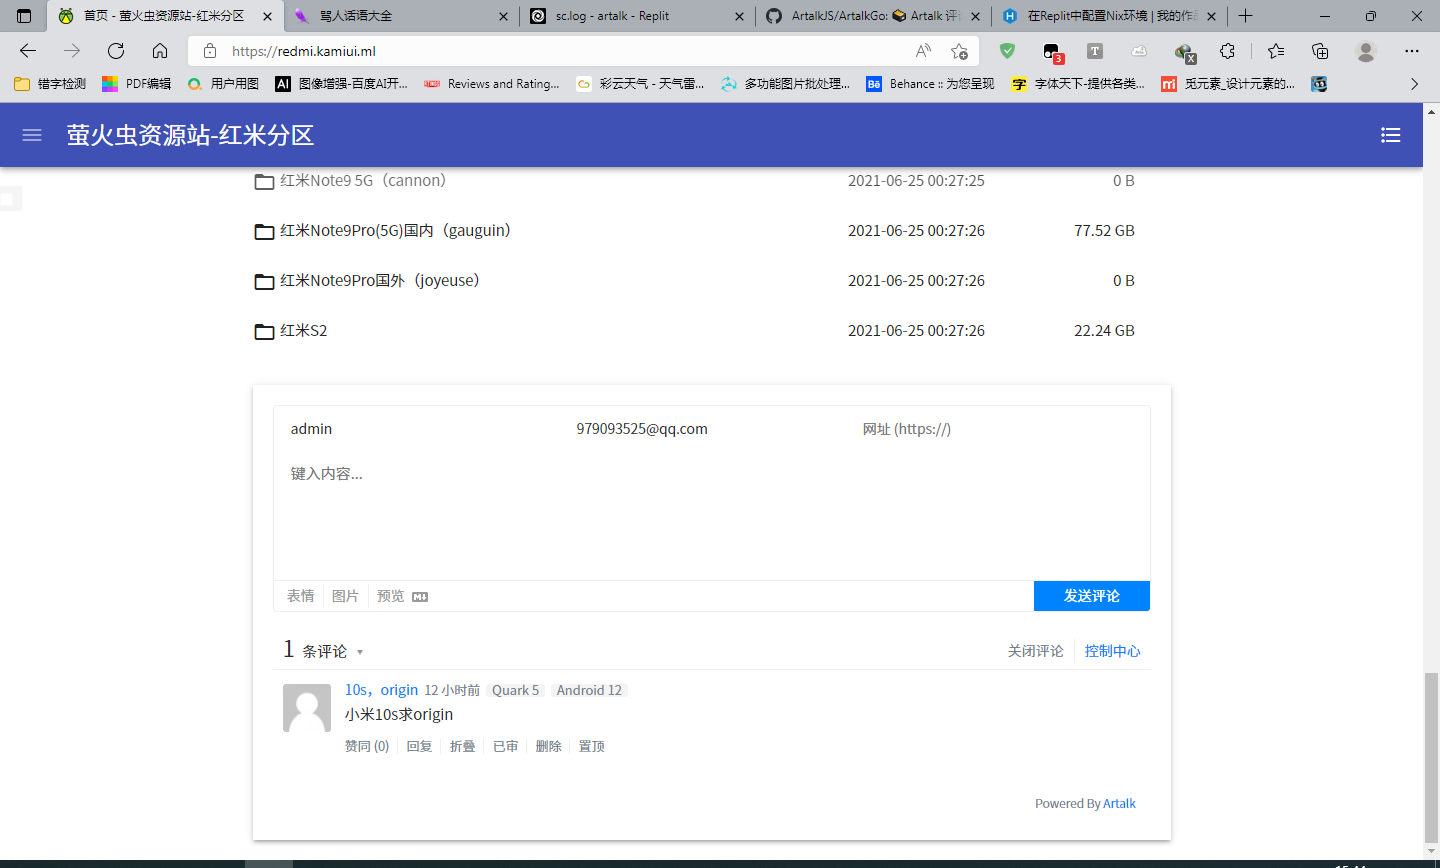 首页 - 萤火虫资源站-红米分区
骂人话语大全
sc.log - artalk - Replit
ArtalkJS/ArtalkGo: 📦 Artalk 评
在Replit中配置Nix环境 | 我的作
https://redmi.kamiui.ml
错字检测
PDF编辑
用户用图
图像增强-百度AI开...
Reviews and Rating...
彩云天气 - 天气雷...
多功能图片批处理...
Behance :: 为您呈现
字体天下-提供各类...
觅元素_设计元素的...
萤火虫资源站-红米分区
红米Note9 5G（cannon） 2021-06-25 00:27:25 0 B
红米Note9Pro(5G)国内（gauguin） 2021-06-25 00:27:26 77.52 GB
红米Note9Pro国外（joyeuse） 2021-06-25 00:27:26 0 B
红米S2 2021-06-25 00:27:26 22.24 GB
admin 979093525@qq.com 网址 (https://)
键入内容...
表情 图片 预览 发送评论
1 条评论 关闭评论 控制中心
10s，origin 12 小时前 Quark 5 Android 12
小米10s求origin
赞同 (0) 回复 折叠 已审 删除 置顶
Powered By Artalk